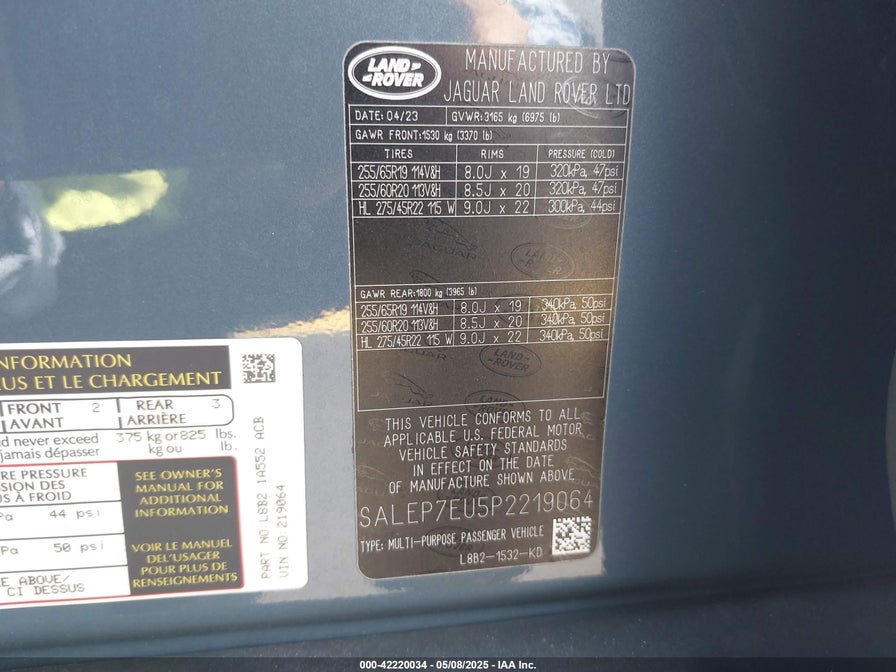 LAND ROVER
MANUFACTURED BY
JAGUAR LAND ROVER LTD
DATE: 04/23 GVWR: 3165 kg (6975 lb)
GAWR FRONT: 1530 kg (3370 lb)
TIRES RIMS PRESSURE (COLD)
255/65R19 114V&H 8.0J x 19 320kPa, 47psi
255/60R20 113V&H 8.5J x 20 320kPa, 47psi
HL 275/45R22 115 W 9.0J x 22 300kPa, 44psi
JAGUAR
LAND ROVER
GAWR REAR: 1800 kg (3965 lb)
255/65R19 114V&H 8.0J x 19 340kPa, 50psi
255/60R20 113V&H 8.5J x 20 340kPa, 50psi
HL 275/45R22 115 W 9.0J x 22 340kPa, 50psi
JAGUAR
LAND ROVER
THIS VEHICLE CONFORMS TO ALL
APPLICABLE U.S. FEDERAL MOTOR
VEHICLE SAFETY STANDARDS
IN EFFECT ON THE DATE
OF MANUFACTURE SHOWN ABOVE
SALEP7EU5P2219064
TYPE: MULTI-PURPOSE PASSENGER VEHICLE
L8B2-1532-KD
INFORMATION
US ET LE CHARGEMENT
FRONT 2 REAR 3
AVANT ARRIÈRE
d never exceed 375 kg or 825 lbs.
jamais dépasser kg ou lb.
RE PRESSURE
SION DES
S À FROID
Pa 44 psi
Pa 50 psi
E ABOVE/
CI DESSUS
SEE OWNER'S
MANUAL FOR
ADDITIONAL
INFORMATION
VOIR LE MANUEL
DE L'USAGER
POUR PLUS DE
RENSEIGNEMENTS
PART NO L8B2 1A552 ACB
VIN NO: 219064
000-42220034 - 05/08/2025 - IAA Inc.